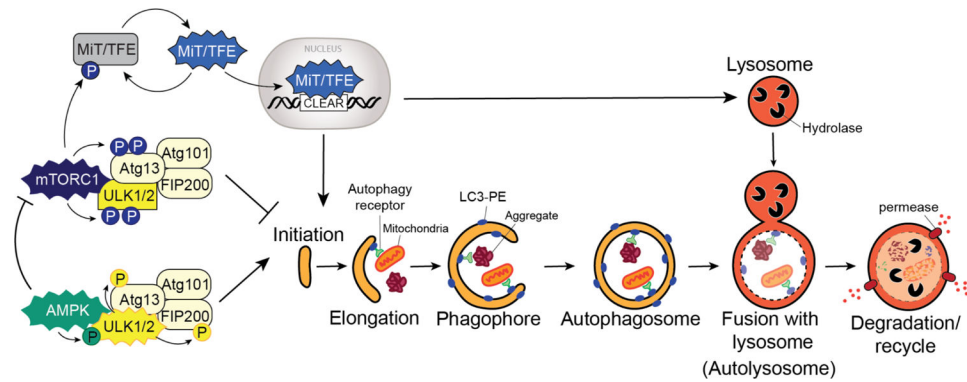 MiT/TFE
P
MiT/TFE
NUCLEUS
MiT/TFE
CLEAR
Lysosome
Hydrolase
mTORC1
P P
Atg101
Atg13
FIP200
ULK1/2
P P
Initiation
Autophagy
receptor
Mitochondria
LC3-PE
Aggregate
permease
AMPK
P
Atg101
Atg13
FIP200
ULK1/2
P
P
Elongation
Phagophore
Autophagosome
Fusion with
lysosome
(Autolysosome)
Degradation/
recycle